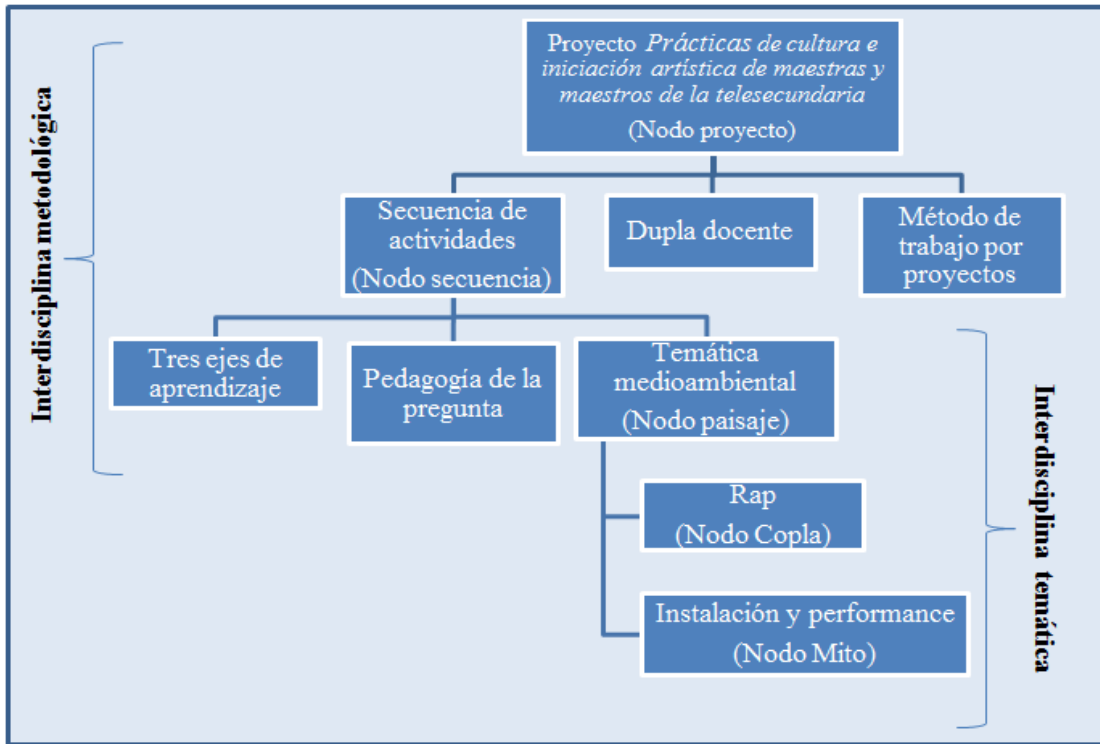 Interdisciplina metodológica
Proyecto Prácticas de cultura e
iniciación artística de maestras y
maestros de la telesecundaria
(Nodo proyecto)
Secuencia de
actividades
(Nodo secuencia)
Dupla docente
Método de
trabajo por
proyectos
Tres ejes de
aprendizaje
Pedagogía de la
pregunta
Temática
medioambiental
(Nodo paisaje)
Rap
(Nodo Copla)
Instalación y performance
(Nodo Mito)
Interdisciplina temática